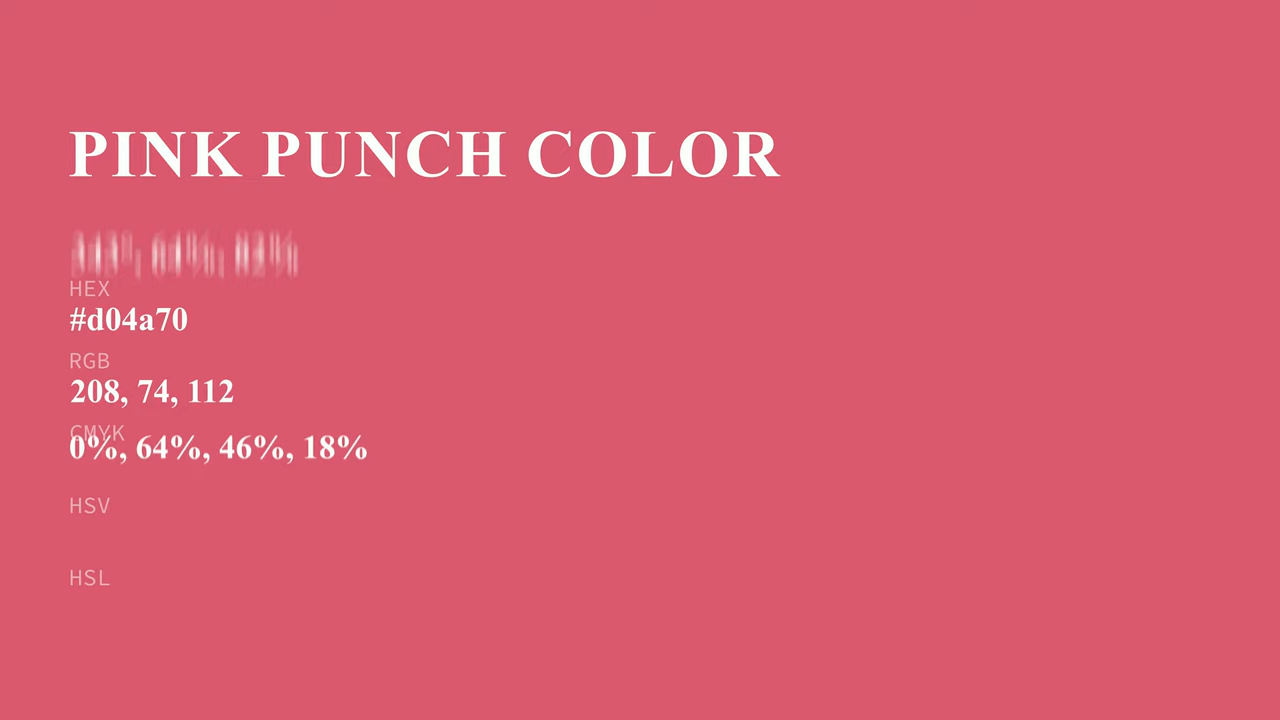 PINK PUNCH COLOR
HEX
#d04a70
RGB
208, 74, 112
CMYK
0%, 64%, 46%, 18%
HSV
HSL